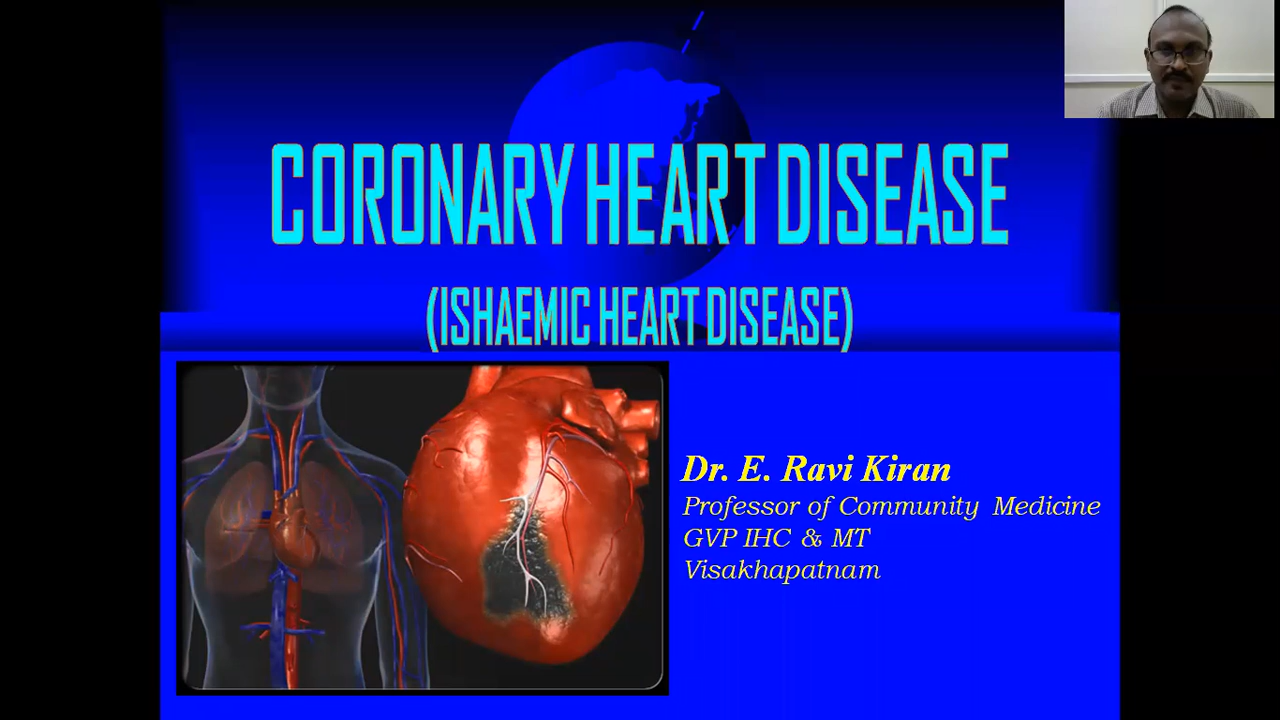 CORONARY HEART DISEASE
(ISHAEMIC HEART DISEASE)
Dr. E. Ravi Kiran
Professor of Community Medicine
GVP IHC & MT
Visakhapatnam